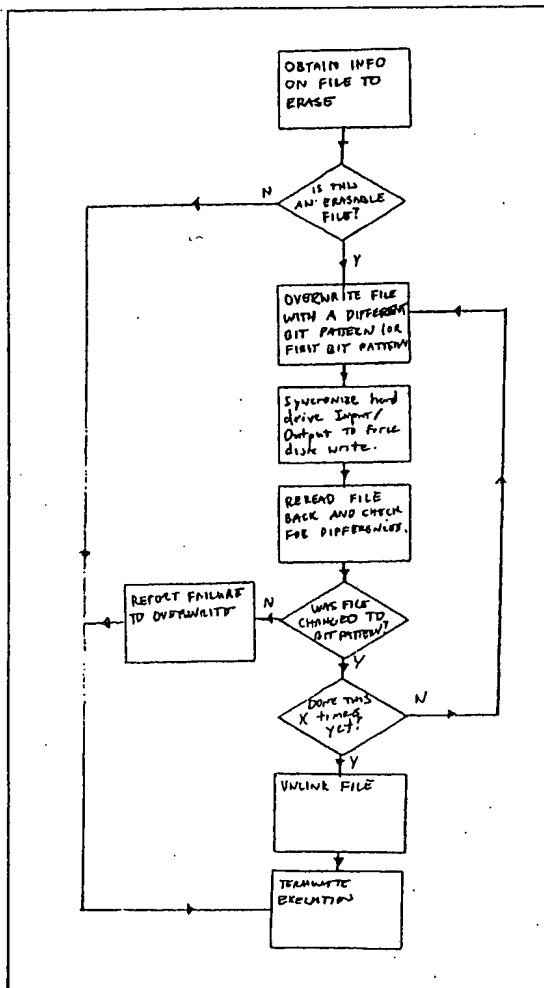 OBTAIN INFO
ON FILE TO
ERASE
IS THIS
AN ERASABLE
FILE?
N
Y
OVERWRITE FILE
WITH A DIFFERENT
BIT PATTERN (OR
FIRST BIT PATTERN
SYNCRONIZE hard
drive Input/
Output TO Force
disk write.
REREAD FILE
BACK AND CHECK
FOR DIFFERENCES.
WAS FILE
CHANGED TO
BIT PATTERN?
N
REPORT FAILURE
TO OVERWRITE
Y
DONE THIS
X times
yet?
N
Y
UNLINK FILE
TERMINATE
EXECUTION